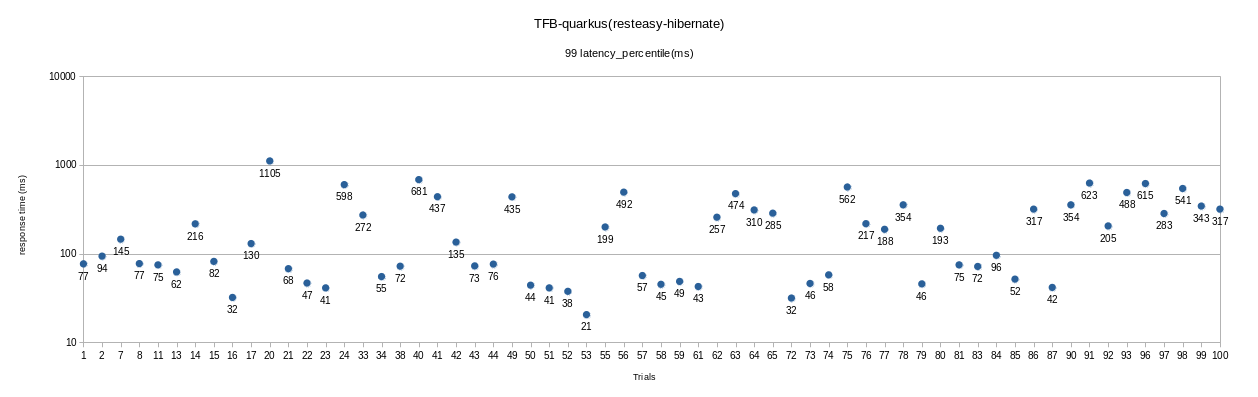 TFB-quarkus(resteasy-hibernate)
99 latency_percentile(ms)
response time (ms)
10000
1000
100
10
77 94 145 77 75 62 216 82 32 130 1105 68 47 41 598 272 55 72 681 437 135 73 76 435 44 41 38 21 199 492 57 45 49 43 257 474 310 285 32 46 58 562 217 188 354 46 193 75 72 96 52 317 42 354 623 205 488 615 283 541 343 317
1 2 7 8 11 13 14 15 16 17 20 21 22 23 24 33 34 38 40 41 42 43 44 49 50 51 52 53 55 56 57 58 59 61 62 63 64 65 72 73 74 75 76 77 78 79 80 81 83 84 85 86 87 90 91 92 93 96 97 98 99 100
Trials